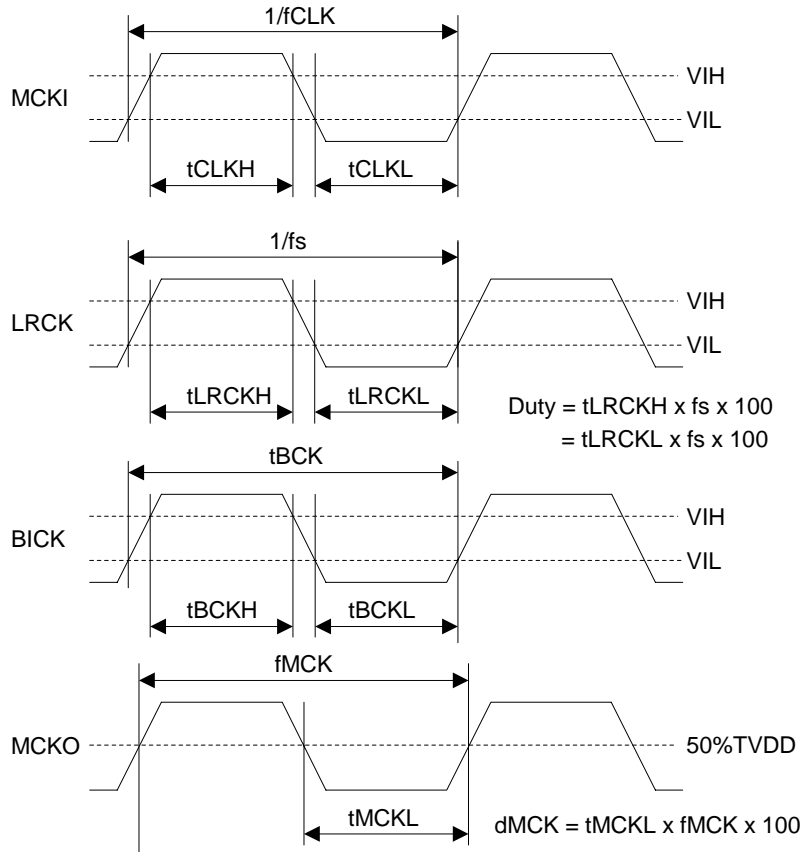 1/fCLK
MCKI
VIH
VIL
tCLKH
tCLKL
1/fs
LRCK
VIH
VIL
tLRCKH
tLRCKL
Duty = tLRCKH x fs x 100
= tLRCKL x fs x 100
tBCK
BICK
VIH
VIL
tBCKH
tBCKL
fMCK
MCKO
50%TVDD
tMCKL
dMCK = tMCKL x fMCK x 100